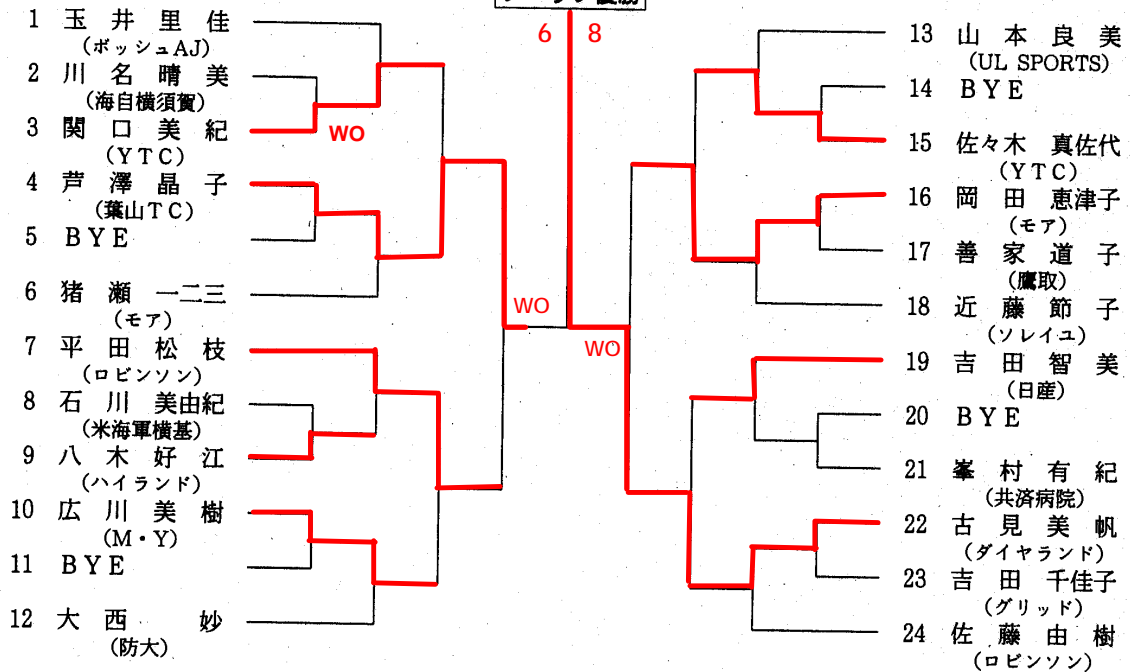 1 玉井里佳
(ボッシュAJ)
2 川名晴美
(海自横須賀)
3 関口美紀
(YTC)
WO
4 芦澤晶子
(葉山TC)
5 BYE
6 猪瀬一二三
(モア)
7 平田松枝
(ロビンソン)
8 石川美由紀
(米海軍横基)
9 八木好江
(ハイランド)
10 広川美樹
(M・Y)
11 BYE
12 大西妙
(防大)
6 8
WO
WO
13 山本良美
(UL SPORTS)
14 BYE
15 佐々木真佐代
(YTC)
16 岡田恵津子
(モア)
17 善家道子
(鷹取)
18 近藤節子
(ソレイユ)
19 吉田智美
(日産)
20 BYE
21 峯村有紀
(共済病院)
22 古見美帆
(ダイヤランド)
23 吉田千佳子
(グリッド)
24 佐藤由樹
(ロビンソン)